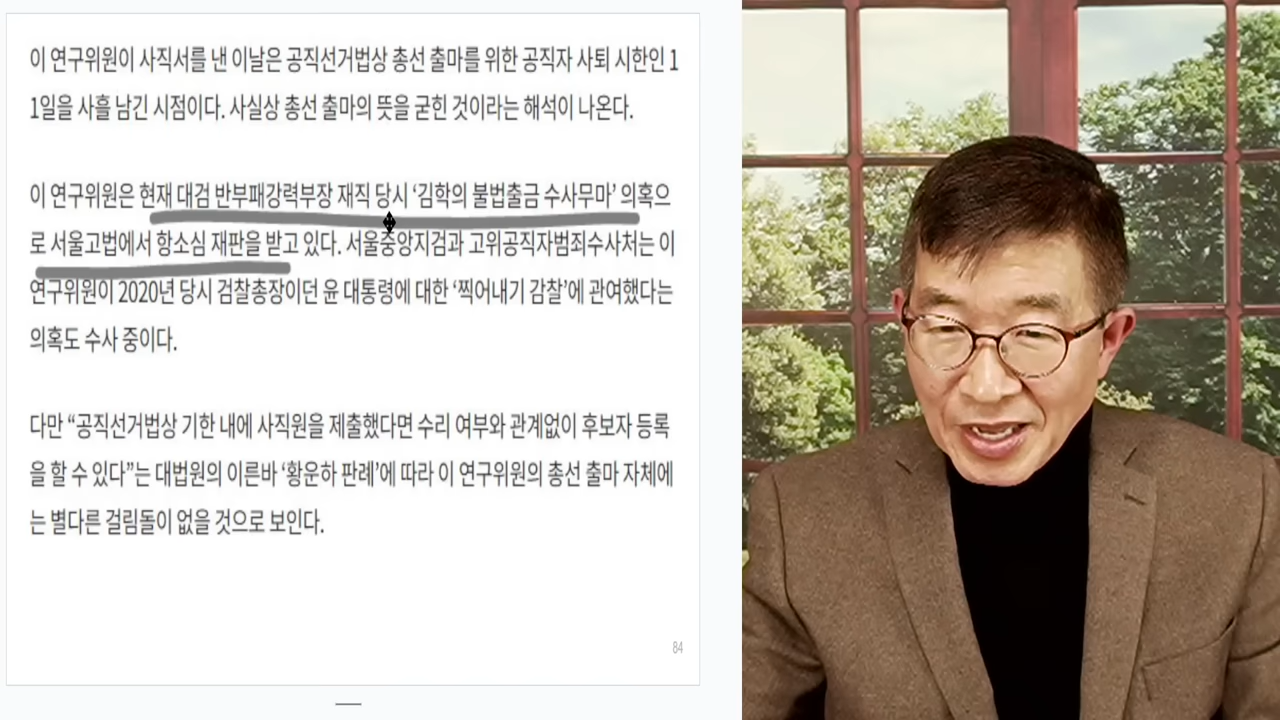 이 연구위원이 사직서를 낸 이날은 공직선거법상 총선 출마를 위한 공직자 사퇴 시한인 1
1일을 사흘 남긴 시점이다. 사실상 총선 출마의 뜻을 굳힌 것이라는 해석이 나온다.
이 연구위원은 현재 대검 반부패강력부장 재직 당시 ‘김학의 불법출금 수사무마’ 의혹으
로 서울고법에서 항소심 재판을 받고 있다. 서울중앙지검과 고위공직자범죄수사처는 이
연구위원이 2020년 당시 검찰총장이던 윤 대통령에 대한 ‘찍어내기 감찰’에 관여했다는
의혹도 수사 중이다.
다만 “공직선거법상 기한 내에 사직원을 제출했다면 수리 여부와 관계없이 후보자 등록
을 할 수 있다”는 대법원의 이른바 ‘황운하 판례’에 따라 이 연구위원의 총선 출마 자체에
는 별다른 걸림돌이 없을 것으로 보인다.
84